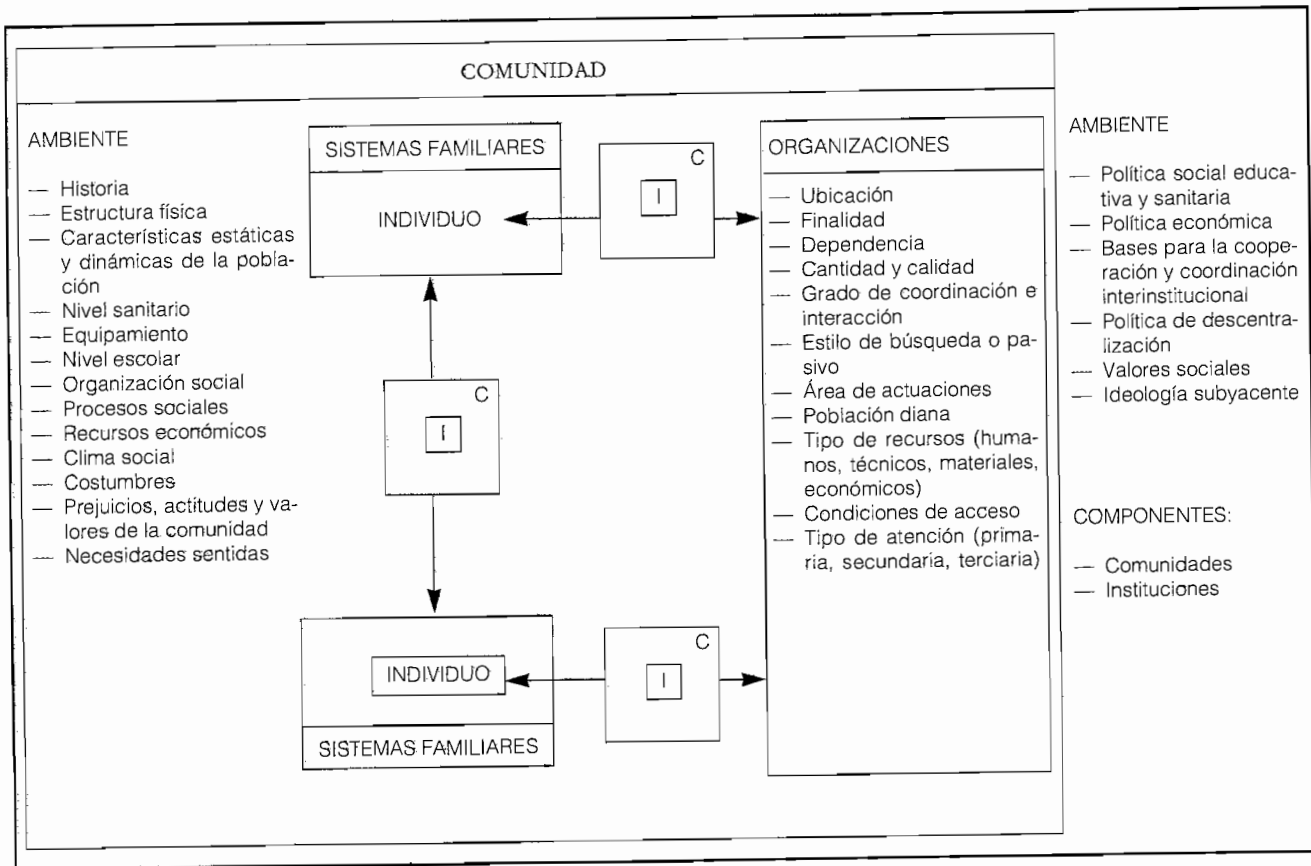 COMUNIDAD
AMBIENTE
— Historia
— Estructura física
— Características estáticas
y dinámicas de la pobla-
ción
— Nivel sanitario
— Equipamiento
— Nivel escolar
— Organización social
— Procesos sociales
— Recursos económicos
— Clima social
— Costumbres
— Prejuicios, actitudes y va-
lores de la comunidad
— Necesidades sentidas
SISTEMAS FAMILIARES
INDIVIDUO
C
I
C
I
INDIVIDUO
SISTEMAS FAMILIARES
C
I
ORGANIZACIONES
— Ubicación
— Finalidad
— Dependencia
— Cantidad y calidad
— Grado de coordinación e
interacción
— Estilo de búsqueda o pa-
sivo
— Área de actuaciones
— Población diana
— Tipo de recursos (huma-
nos, técnicos, materiales,
económicos)
— Condiciones de acceso
— Tipo de atención (prima-
ria, secundaria, terciaria)
AMBIENTE
— Política social educa-
tiva y sanitaria
— Política económica
— Bases para la coope-
ración y coordinación
interinstitucional
— Política de descentra-
lización
— Valores sociales
— Ideología subyacente
COMPONENTES:
— Comunidades
— Instituciones